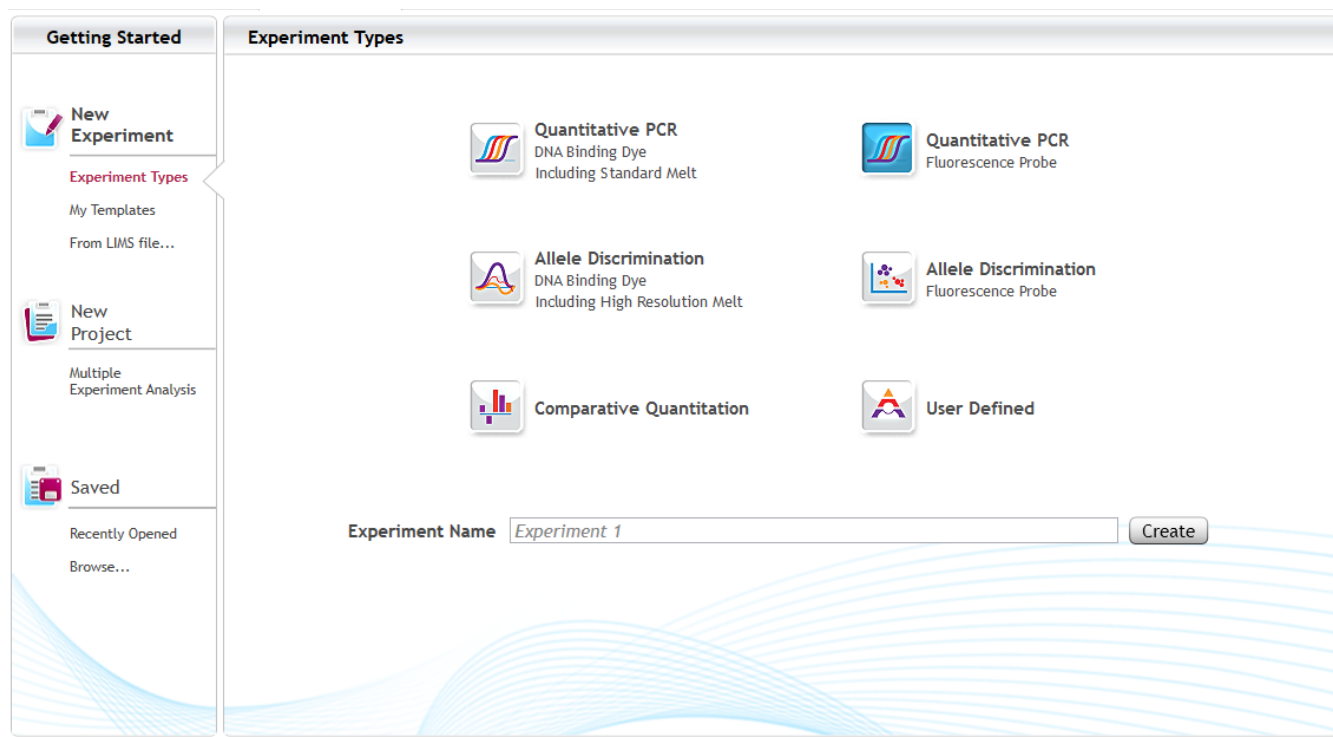 Getting Started
New
Experiment
Experiment Types
My Templates
From LIMS file...
New
Project
Multiple
Experiment Analysis
Saved
Recently Opened
Browse...
Experiment Types
Quantitative PCR
DNA Binding Dye
Including Standard Melt
Quantitative PCR
Fluorescence Probe
Allele Discrimination
DNA Binding Dye
Including High Resolution Melt
Allele Discrimination
Fluorescence Probe
Comparative Quantitation
User Defined
Experiment Name Experiment 1 Create